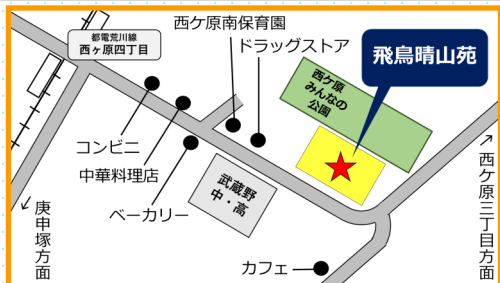 西ケ原南保育園
都電荒川線
西ヶ原四丁目
ドラッグストア
飛鳥晴山苑
西ケ原
みんなの
公園
コンビニ
中華料理店
武蔵野
中・高
ベーカリー
↙庚申塚方面
↗西ケ原三丁目方面
カフェ